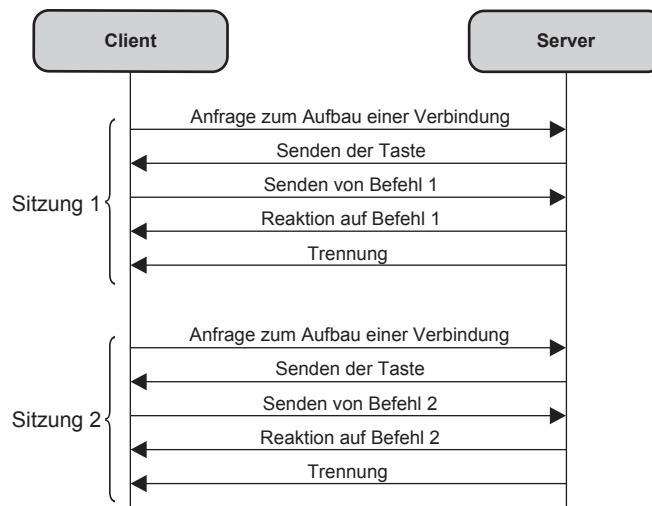 Client
Server
Anfrage zum Aufbau einer Verbindung
Senden der Taste
Sitzung 1
Senden von Befehl 1
Reaktion auf Befehl 1
Trennung
Anfrage zum Aufbau einer Verbindung
Senden der Taste
Sitzung 2
Senden von Befehl 2
Reaktion auf Befehl 2
Trennung